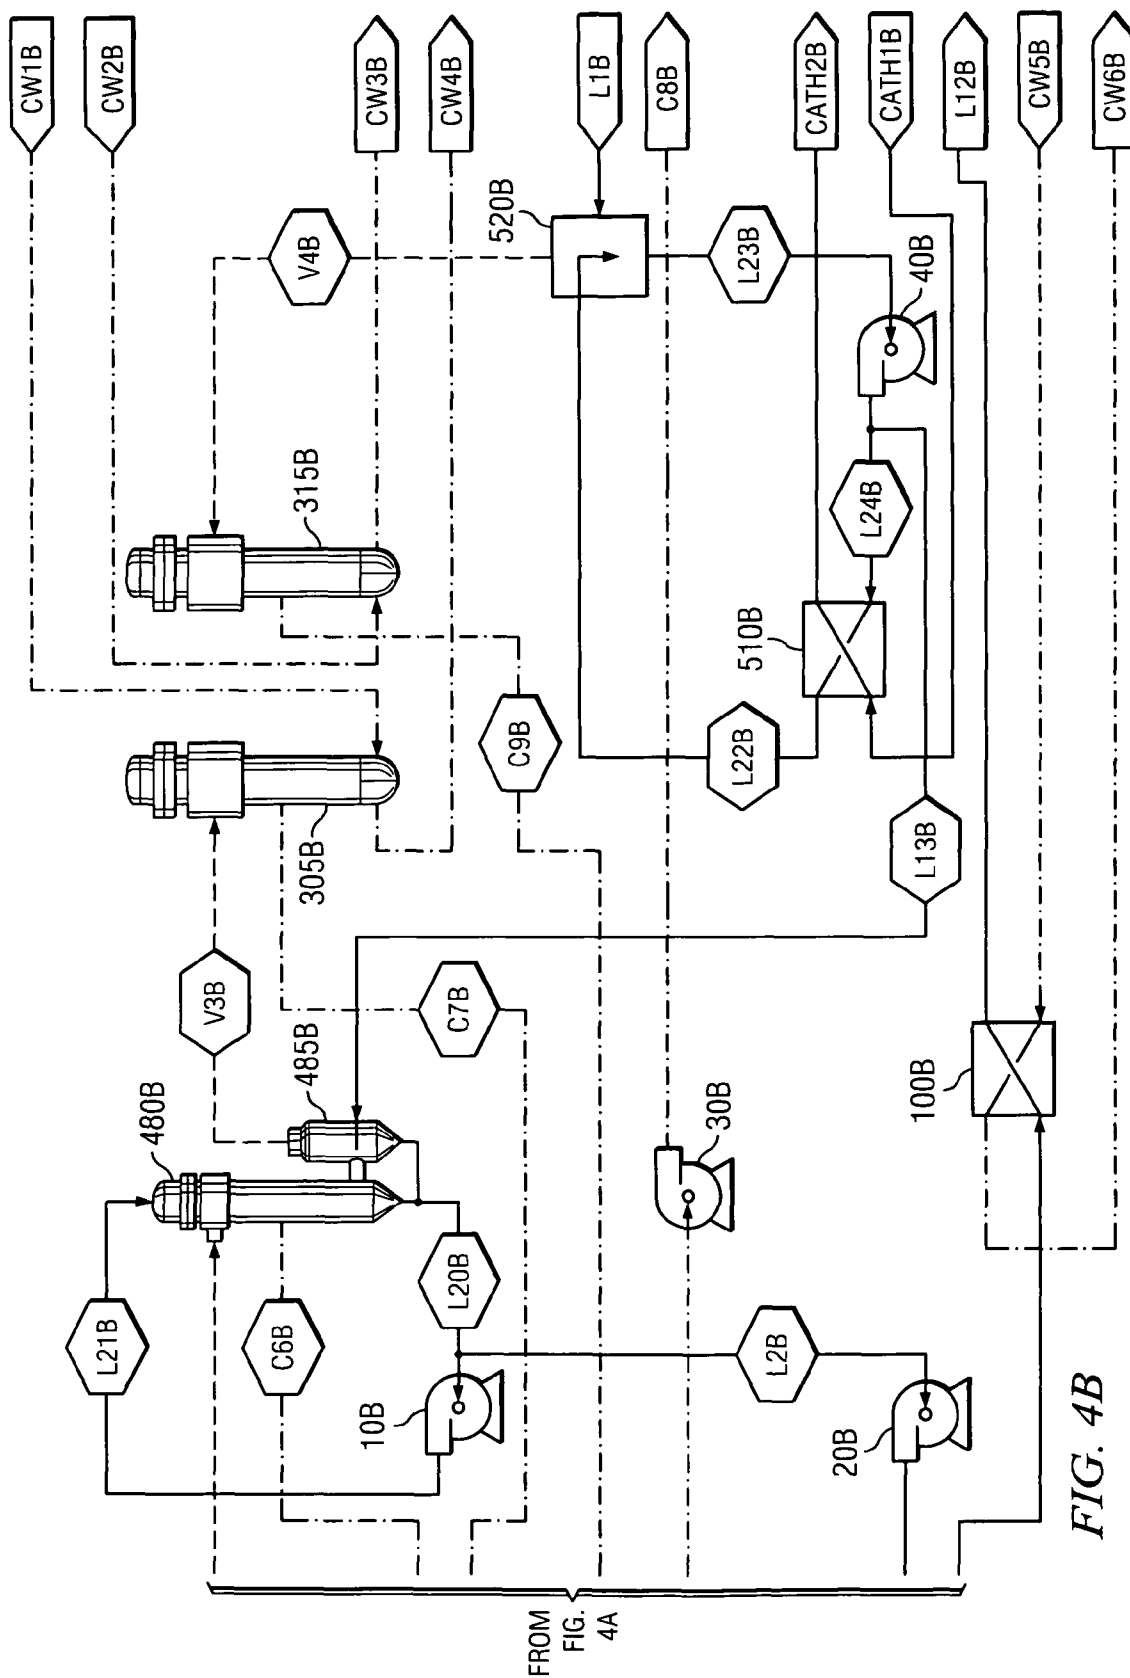 CW1B
CW2B
CW3B
CW4B
L1B
C8B
CATH2B
CATH1B
L12B
CW5B
CW6B
V4B
520B
L23B
40B
315B
L24B
510B
C9B
L22B
305B
L13B
V3B
C7B
485B
480B
100B
30B
L21B
C6B
L20B
L2B
10B
20B
FROM
FIG.
4A
FIG. 4B